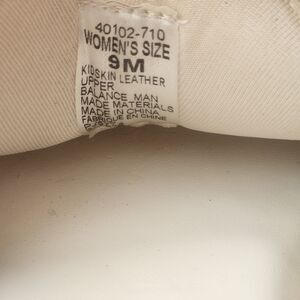 40102-710
WOMEN'S SIZE
9M
KIDSKIN LEATHER
UPPER
BALANCE MAN
MADE MATERIALS
MADE IN CHINA
FABRIQUE EN CHINE